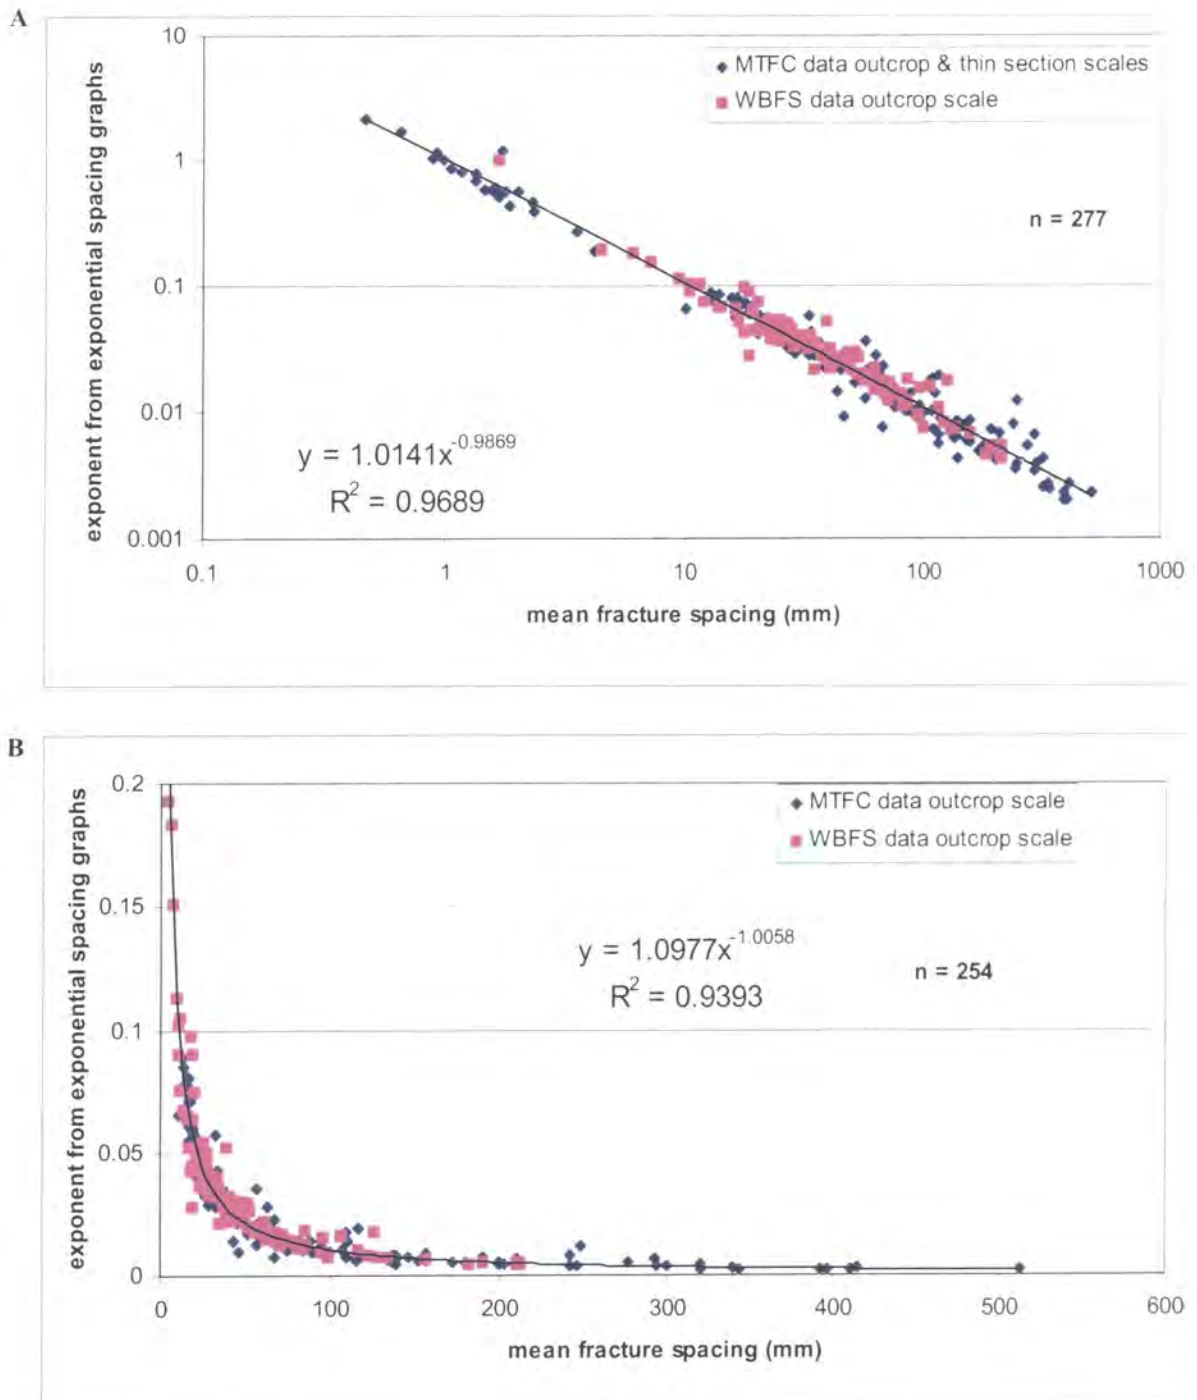 A
exponent from exponential spacing graphs
10
1
0.1
0.01
0.001
MTFC data outcrop & thin section scales
WBFS data outcrop scale
n = 277
y = 1.0141x^-0.9869
R² = 0.9689
0.1
1
10
100
1000
mean fracture spacing (mm)
B
exponent from exponential spacing graphs
0.2
0.15
0.1
0.05
0
MTFC data outcrop scale
WBFS data outcrop scale
y = 1.0977x^-1.0058
R² = 0.9393
n = 254
0
100
200
300
400
500
600
mean fracture spacing (mm)